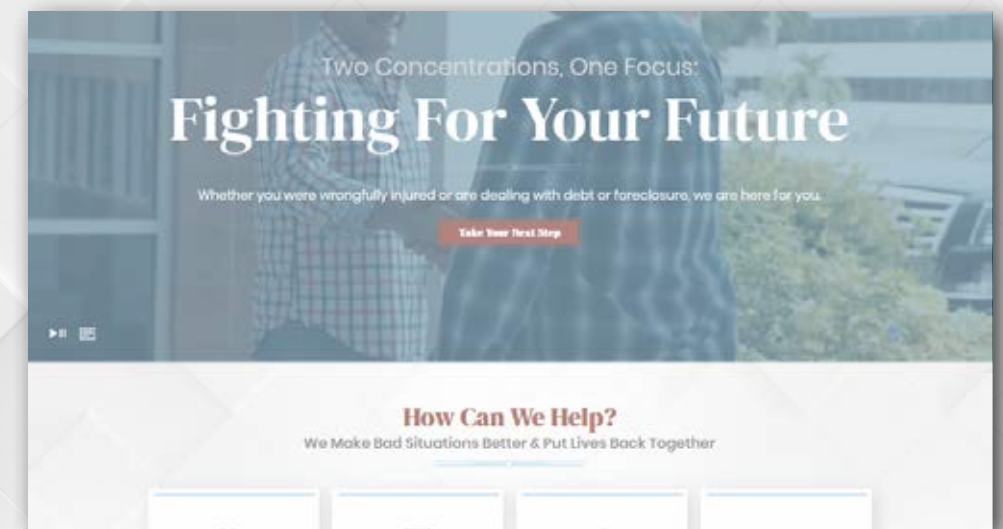 Two Concentrations, One Focus:
Fighting For Your Future
Whether you were wrongfully injured or are dealing with debt or foreclosure, we are here for you.
Take Your Next Step
How Can We Help?
We Make Bad Situations Better & Put Lives Back Together